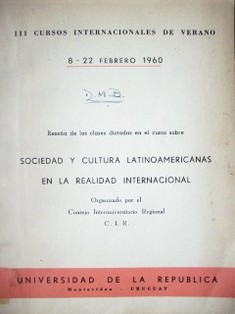 III CURSOS INTERNACIONALES DE VERANO
8 - 22 FEBRERO 1960
D. M. B.
Reseña de las clases dictadas en el curso sobre
SOCIEDAD Y CULTURA LATINOAMERICANAS
EN LA REALIDAD INTERNACIONAL
Organizado por el
Consejo Interuniversitario Regional
C. I. R.
UNIVERSIDAD DE LA REPUBLICA
Montevideo - URUGUAY